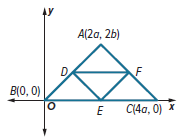 y
A(2a, 2b)
D
F
B(0, 0)
O
E
C(4a, 0)
x